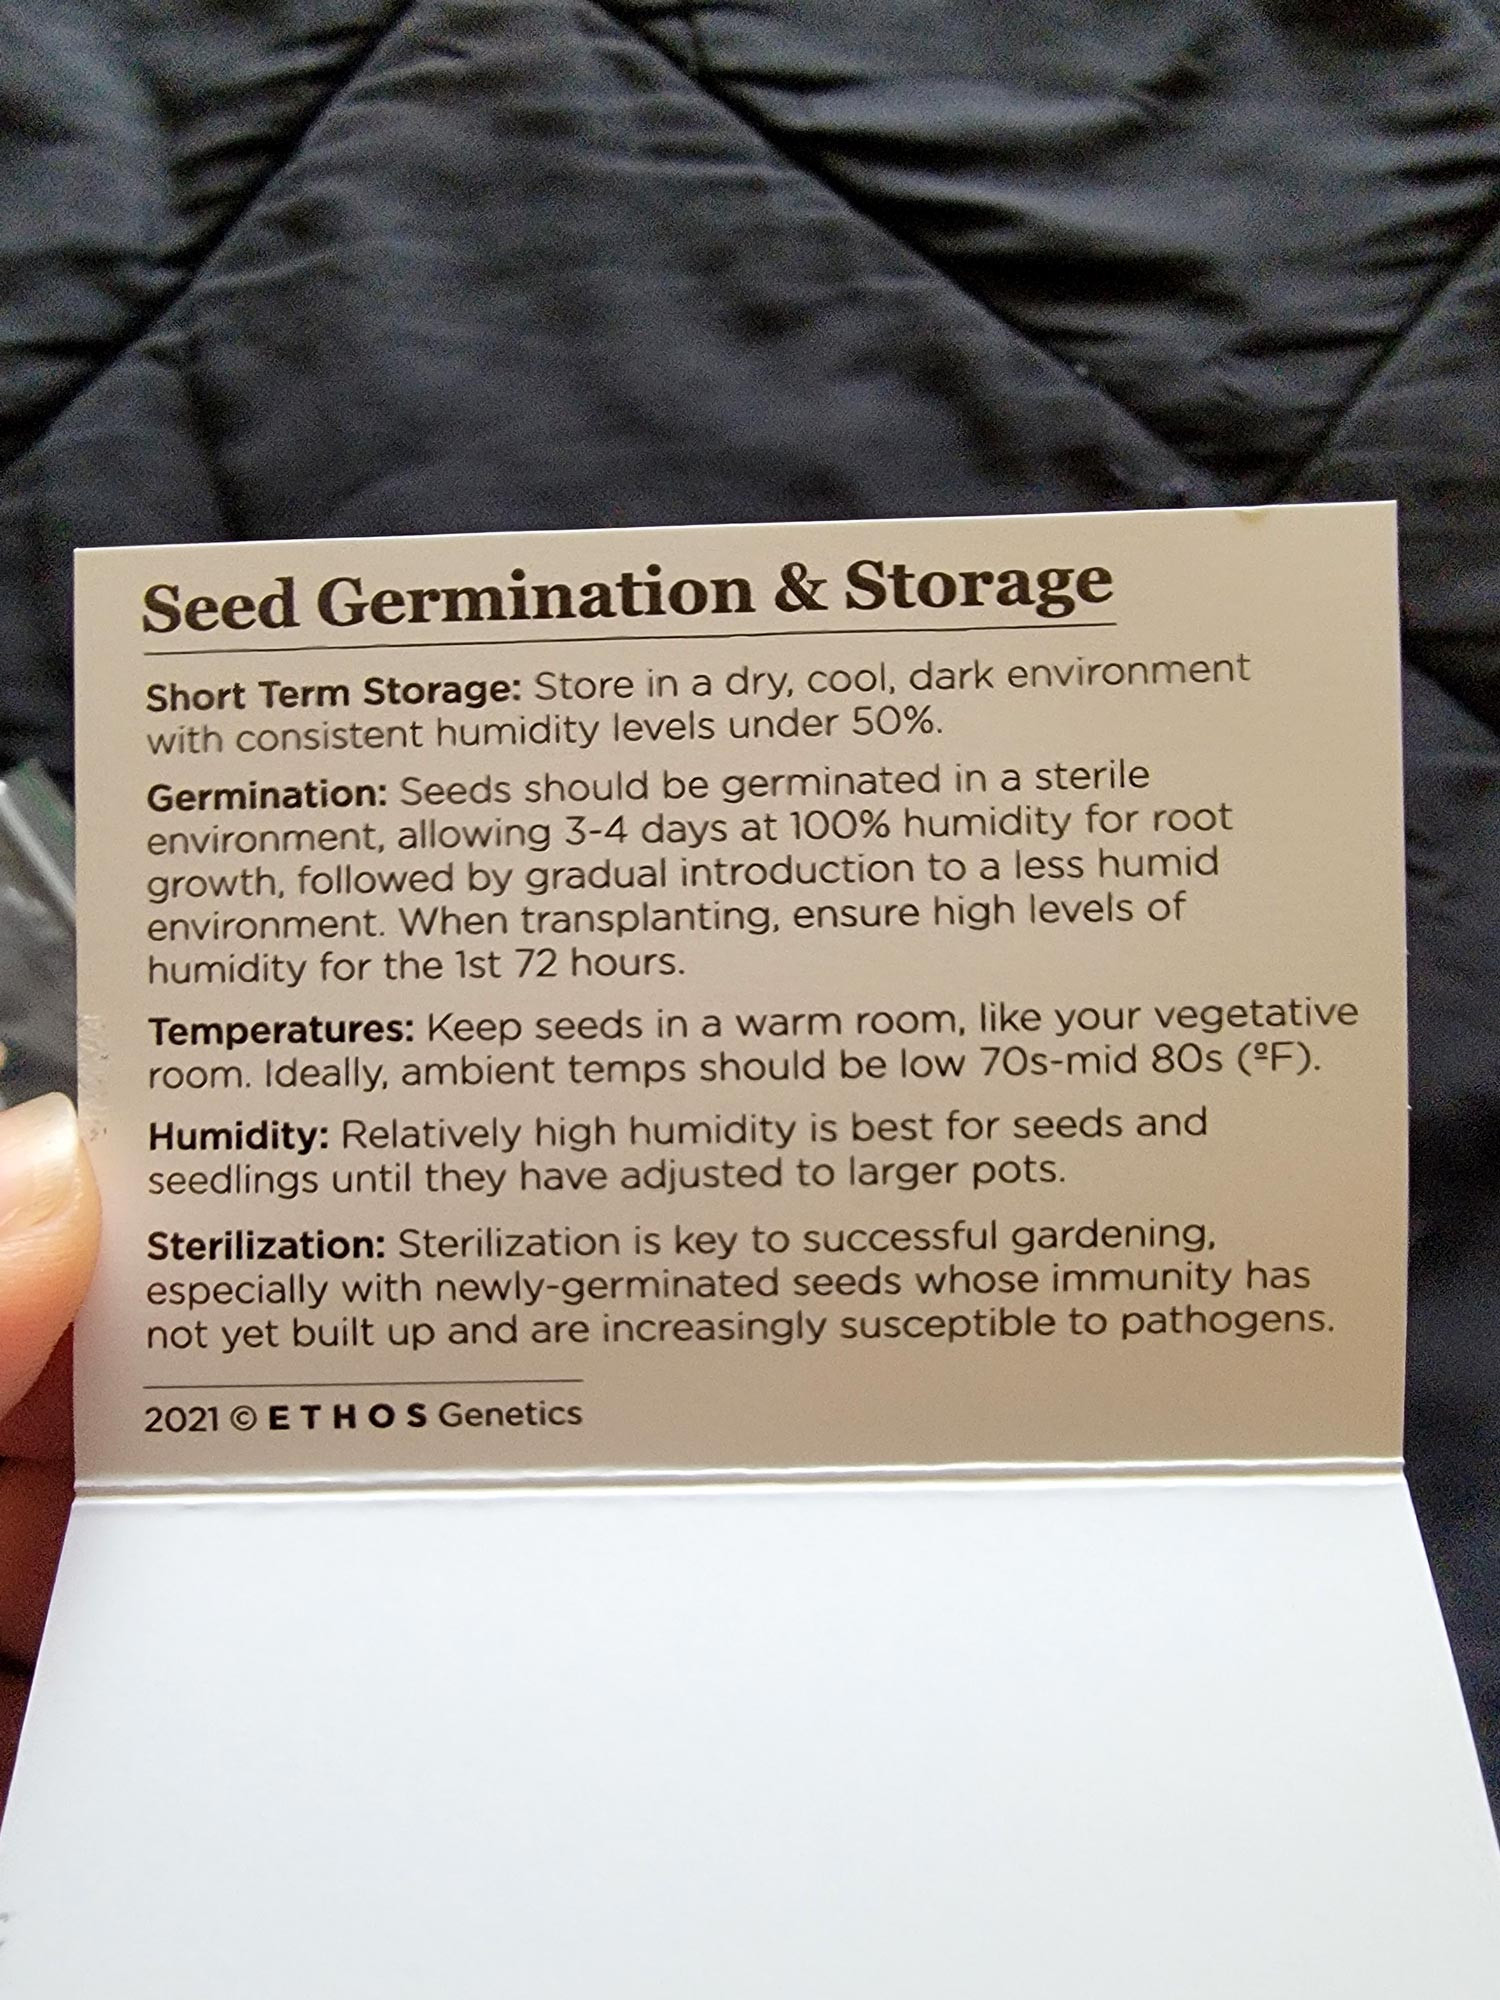 Seed Germination & Storage
Short Term Storage: Store in a dry, cool, dark environment
with consistent humidity levels under 50%.
Germination: Seeds should be germinated in a sterile
environment, allowing 3-4 days at 100% humidity for root
growth, followed by gradual introduction to a less humid
environment. When transplanting, ensure high levels of
humidity for the 1st 72 hours.
Temperatures: Keep seeds in a warm room, like your vegetative
room. Ideally, ambient temps should be low 70s-mid 80s (ºF).
Humidity: Relatively high humidity is best for seeds and
seedlings until they have adjusted to larger pots.
Sterilization: Sterilization is key to successful gardening,
especially with newly-germinated seeds whose immunity has
not yet built up and are increasingly susceptible to pathogens.
2021 © ETHOS Genetics